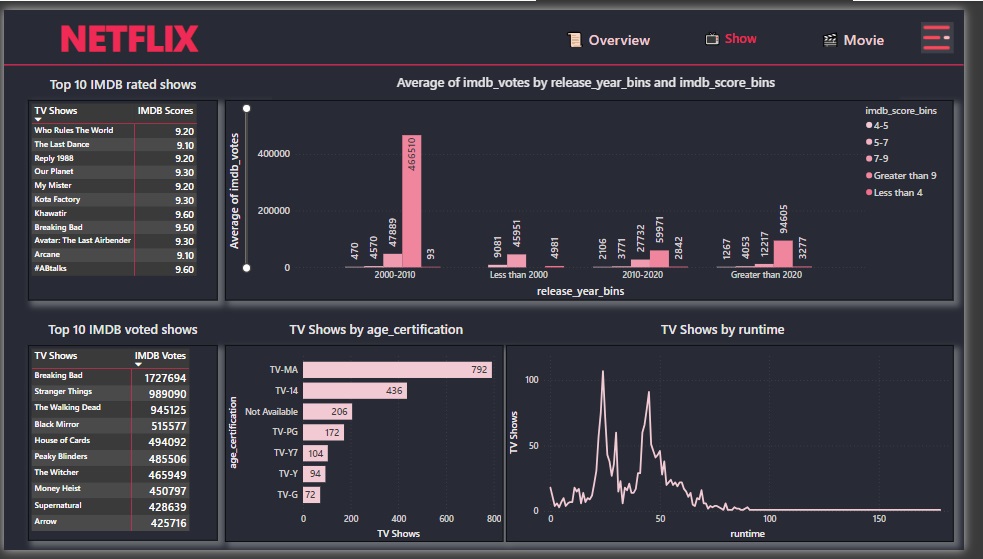 NETFLIX
Overview
Show
Movie
Top 10 IMDB rated shows
TV Shows IMDB Scores
Who Rules The World 9.20
The Last Dance 9.10
Reply 1988 9.20
Our Planet 9.30
My Mister 9.20
Kota Factory 9.30
Khawatir 9.60
Breaking Bad 9.50
Avatar: The Last Airbender 9.30
Arcane 9.10
#ABtalks 9.60
Average of imdb_votes by release_year_bins and imdb_score_bins
Average of imdb_votes
400000
200000
0
470 4570 47889 466510 93
9081 45951 4981
2106 3771 27732 59971 2842
1267 4053 12217 94605 3277
2000-2010 Less than 2000 2010-2020 Greater than 2020
release_year_bins
imdb_score_bins
4-5
5-7
7-9
Greater than 9
Less than 4
Top 10 IMDB voted shows
TV Shows IMDB Votes
Breaking Bad 1727694
Stranger Things 989090
The Walking Dead 945125
Black Mirror 515577
House of Cards 494092
Peaky Blinders 485506
The Witcher 465949
Money Heist 450797
Supernatural 428639
Arrow 425716
TV Shows by age_certification
age_certification
TV-MA 792
TV-14 436
Not Available 206
TV-PG 172
TV-Y7 104
TV-Y 94
TV-G 72
0 200 400 600 800
TV Shows
TV Shows by runtime
TV Shows
100
50
0
0 50 100 150
runtime